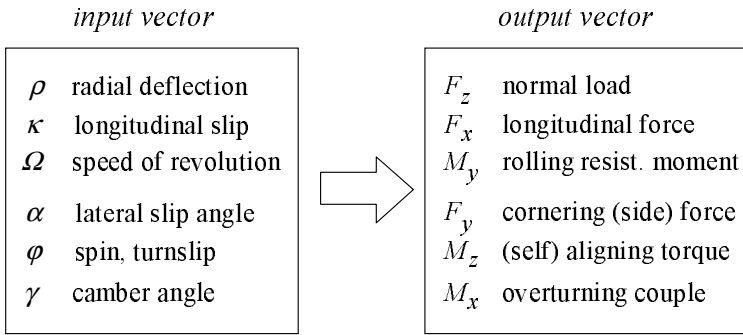 input vector
output vector
ρ radial deflection
κ longitudinal slip
Ω speed of revolution
α lateral slip angle
φ spin, turnslip
γ camber angle
F_z normal load
F_x longitudinal force
M_y rolling resist. moment
F_y cornering (side) force
M_z (self) aligning torque
M_x overturning couple